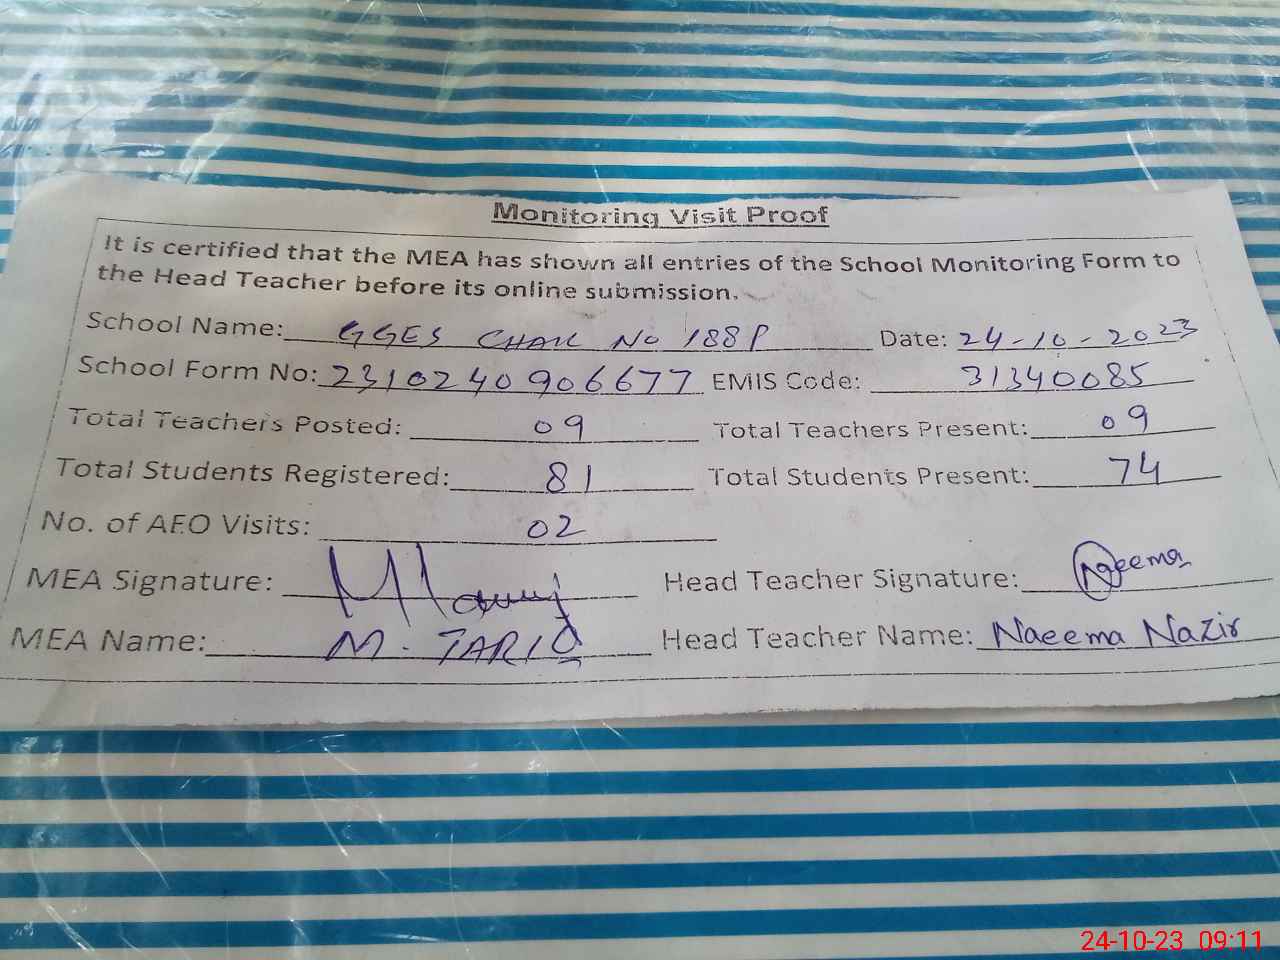 Monitoring Visit Proof
It is certified that the MEA has shown all entries of the School Monitoring Form to
the Head Teacher before its online submission.
School Name: GGES CHAK No 188P Date: 24-10-2023
School Form No: 2310240906677 EMIS Code: 31340085
Total Teachers Posted: 09 Total Teachers Present: 09
Total Students Registered: 81 Total Students Present: 74
No. of AEO Visits: 02
MEA Signature: Head Teacher Signature: Naeema
MEA Name: M. TARIQ Head Teacher Name: Naeema Nazir
24-10-23 09:11